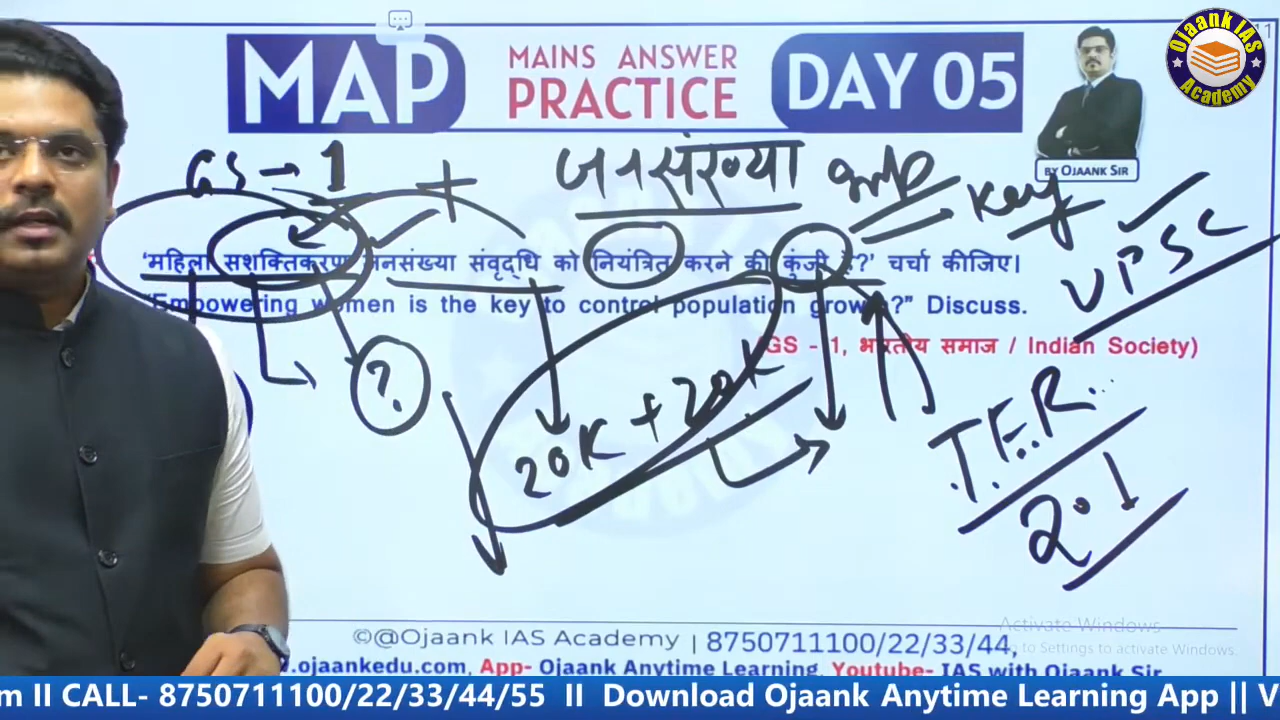 MAP
MAINS ANSWER
PRACTICE
DAY 05
BY OJAANK SIR
Ojaank IAS
Academy
GS → 1
+
जनसंख्या
Key
UPSC
'महिला सशक्तिकरण जनसंख्या संवृद्धि को नियंत्रित करने की कुंजी है?' चर्चा कीजिए।
"Empowering women is the key to control population growth?" Discuss.
GS - 1, भारतीय समाज / Indian Society)
?
20K + 20K
T.F.R.
2.1
©@Ojaank IAS Academy | 8750711100/22/33/44,
.ojaankedu.com, App- Ojaank Anytime Learning, Youtube- IAS with Ojaank Sir
Activate Windows
to Settings to activate Windows.
m II CALL- 8750711100/22/33/44/55 II Download Ojaank Anytime Learning App || V